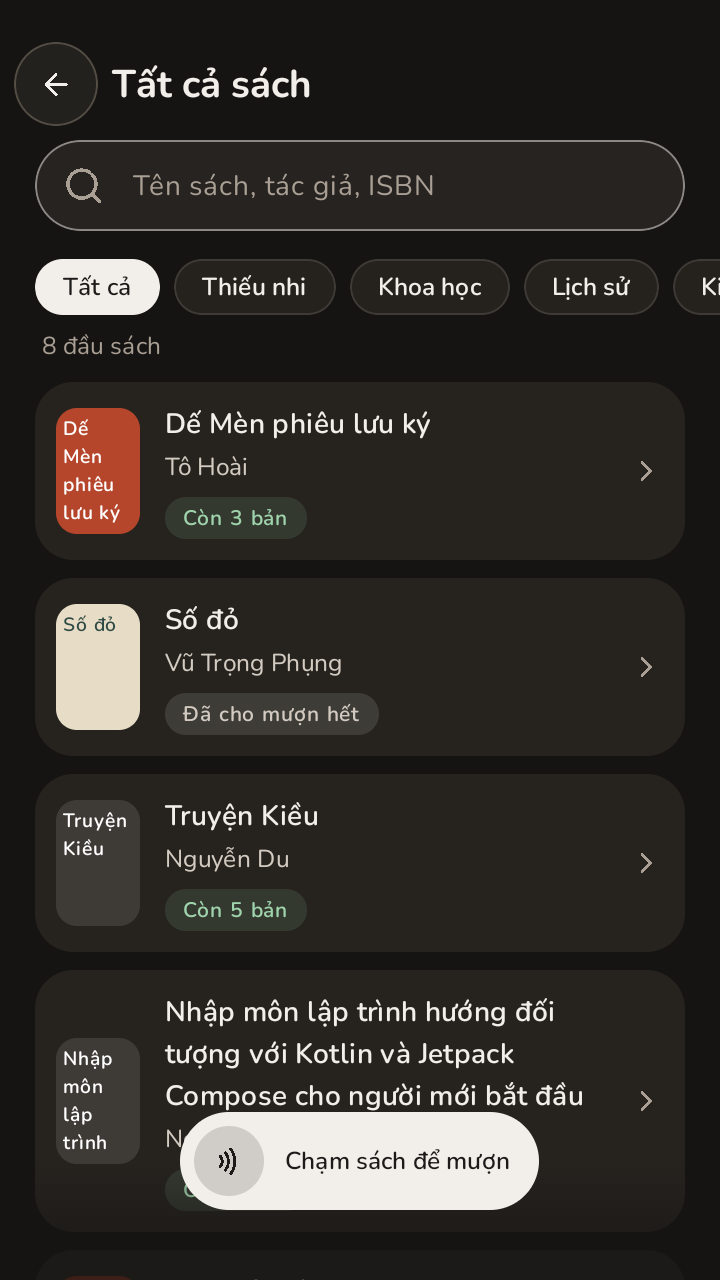 Tất cả sách
Tên sách, tác giả, ISBN
Tất cả
Thiếu nhi
Khoa học
Lịch sử
8 đầu sách
Dế
Mèn
phiêu
lưu ký
Dế Mèn phiêu lưu ký
Tô Hoài
Còn 3 bản
Số đỏ
Số đỏ
Vũ Trọng Phụng
Đã cho mượn hết
Truyện
Kiều
Truyện Kiều
Nguyễn Du
Còn 5 bản
Nhập
môn
lập
trình
Nhập môn lập trình hướng đối
tượng với Kotlin và Jetpack
Compose cho người mới bắt đầu
Chạm sách để mượn